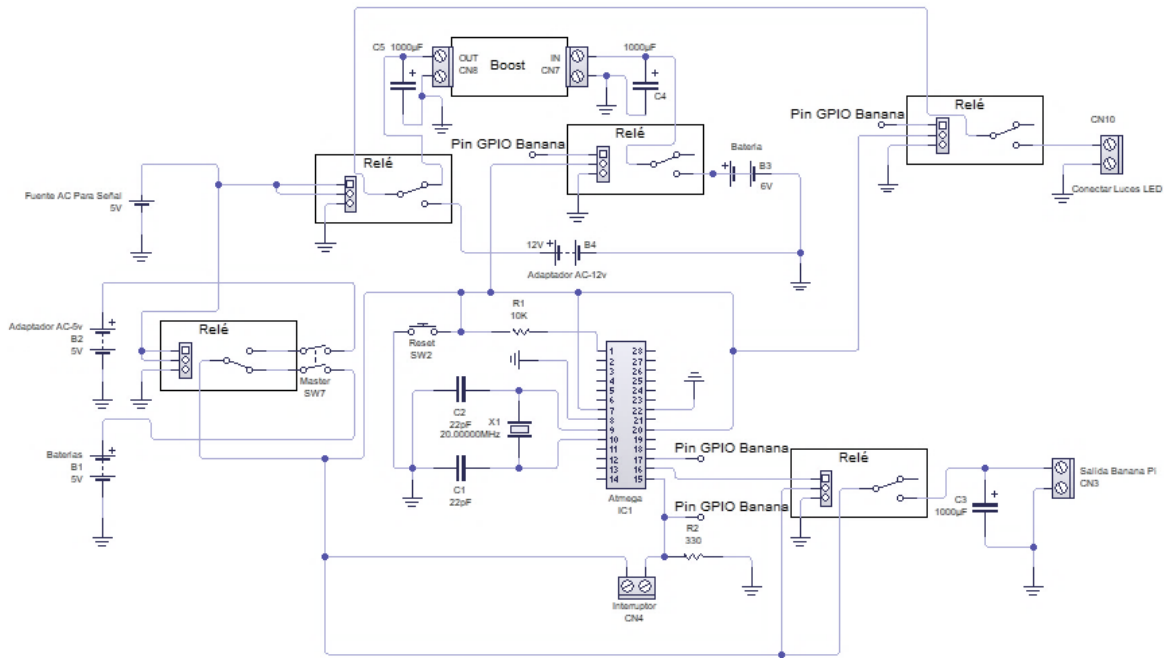 C5 1000µF
OUT
CN8
Boost
IN
CN7
1000µF
C4
Relé
Pin GPIO Banana
CN10
Conectar Luces LED
Pin GPIO Banana
Relé
Bateria
B3
6V
Relé
Fuente AC Para Señal
5V
12V
B4
Adaptador AC-12v
Adaptador AC-5v
B2
5V
Relé
Master
SW7
Reset
SW2
R1
10K
C2
22pF
X1
20.00000MHz
C1
22pF
1
2
3
4
5
6
7
8
9
10
11
12
13
14
28
27
26
25
24
23
22
21
20
19
18
17
16
15
Atmega
IC1
Baterias
B1
5V
Pin GPIO Banana
Pin GPIO Banana
R2
330
Relé
C3
1000µF
Salida Banana Pi
CN3
Interruptor
CN4